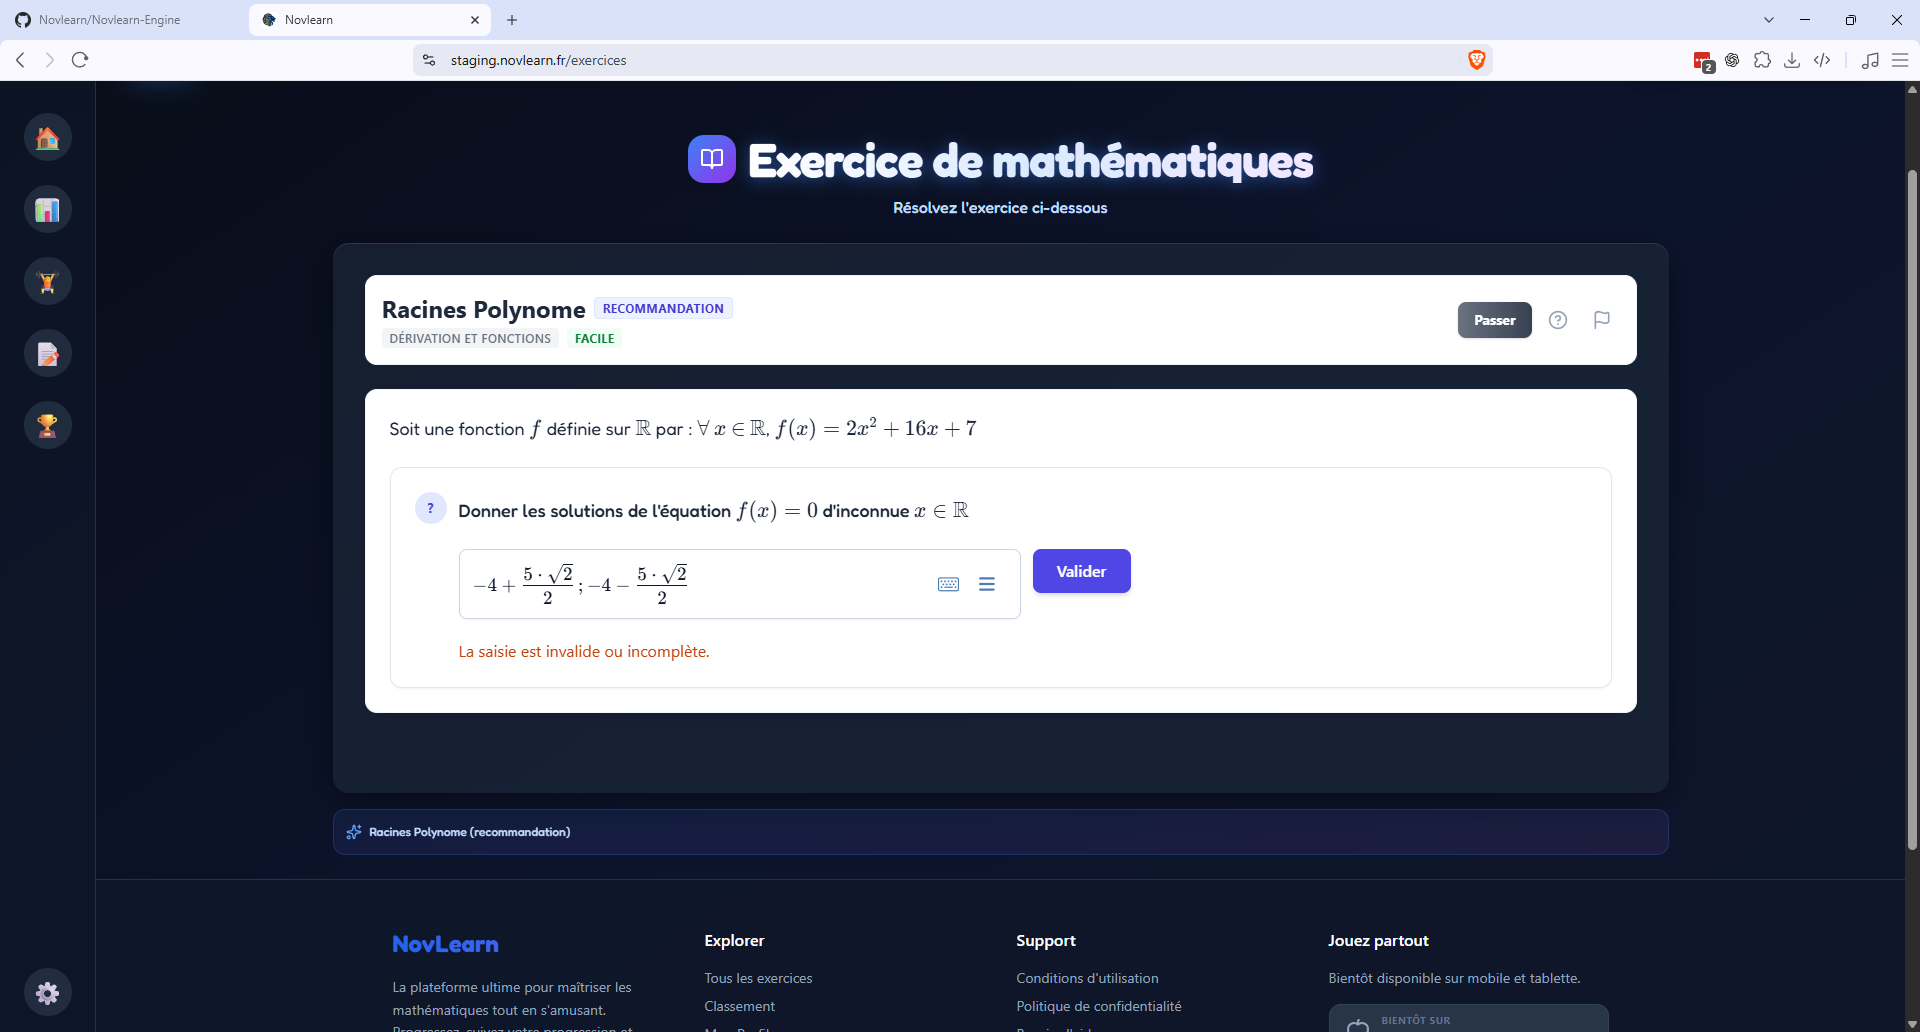 Novlearn/Novlearn-Engine
Novlearn
staging.novlearn.fr/exercices
2
Exercice de mathématiques
Résolvez l'exercice ci-dessous
Racines Polynome RECOMMANDATION
DÉRIVATION ET FONCTIONS FACILE
Passer
Soit une fonction f définie sur ℝ par : ∀ x ∈ ℝ, f(x) = 2x² + 16x + 7
? Donner les solutions de l'équation f(x) = 0 d'inconnue x ∈ ℝ
−4 + (5·√2)/2 ; −4 − (5·√2)/2
Valider
La saisie est invalide ou incomplète.
Racines Polynome (recommandation)
NovLearn
La plateforme ultime pour maîtriser les
mathématiques tout en s'amusant.
Explorer
Tous les exercices
Classement
Support
Conditions d'utilisation
Politique de confidentialité
Jouez partout
Bientôt disponible sur mobile et tablette.
BIENTÔT SUR